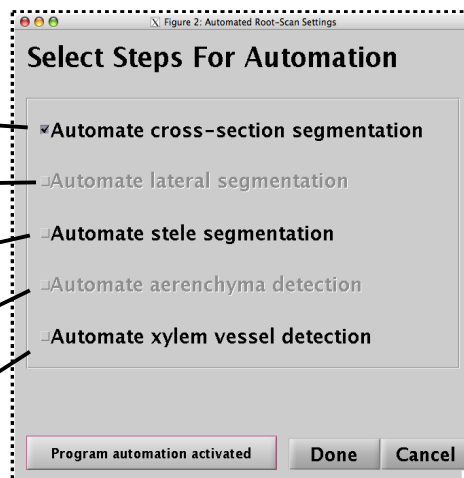 X Figure 2: Automated Root-Scan Settings
Select Steps For Automation
Automate cross-section segmentation
Automate lateral segmentation
Automate stele segmentation
Automate aerenchyma detection
Automate xylem vessel detection
Program automation activated
Done
Cancel